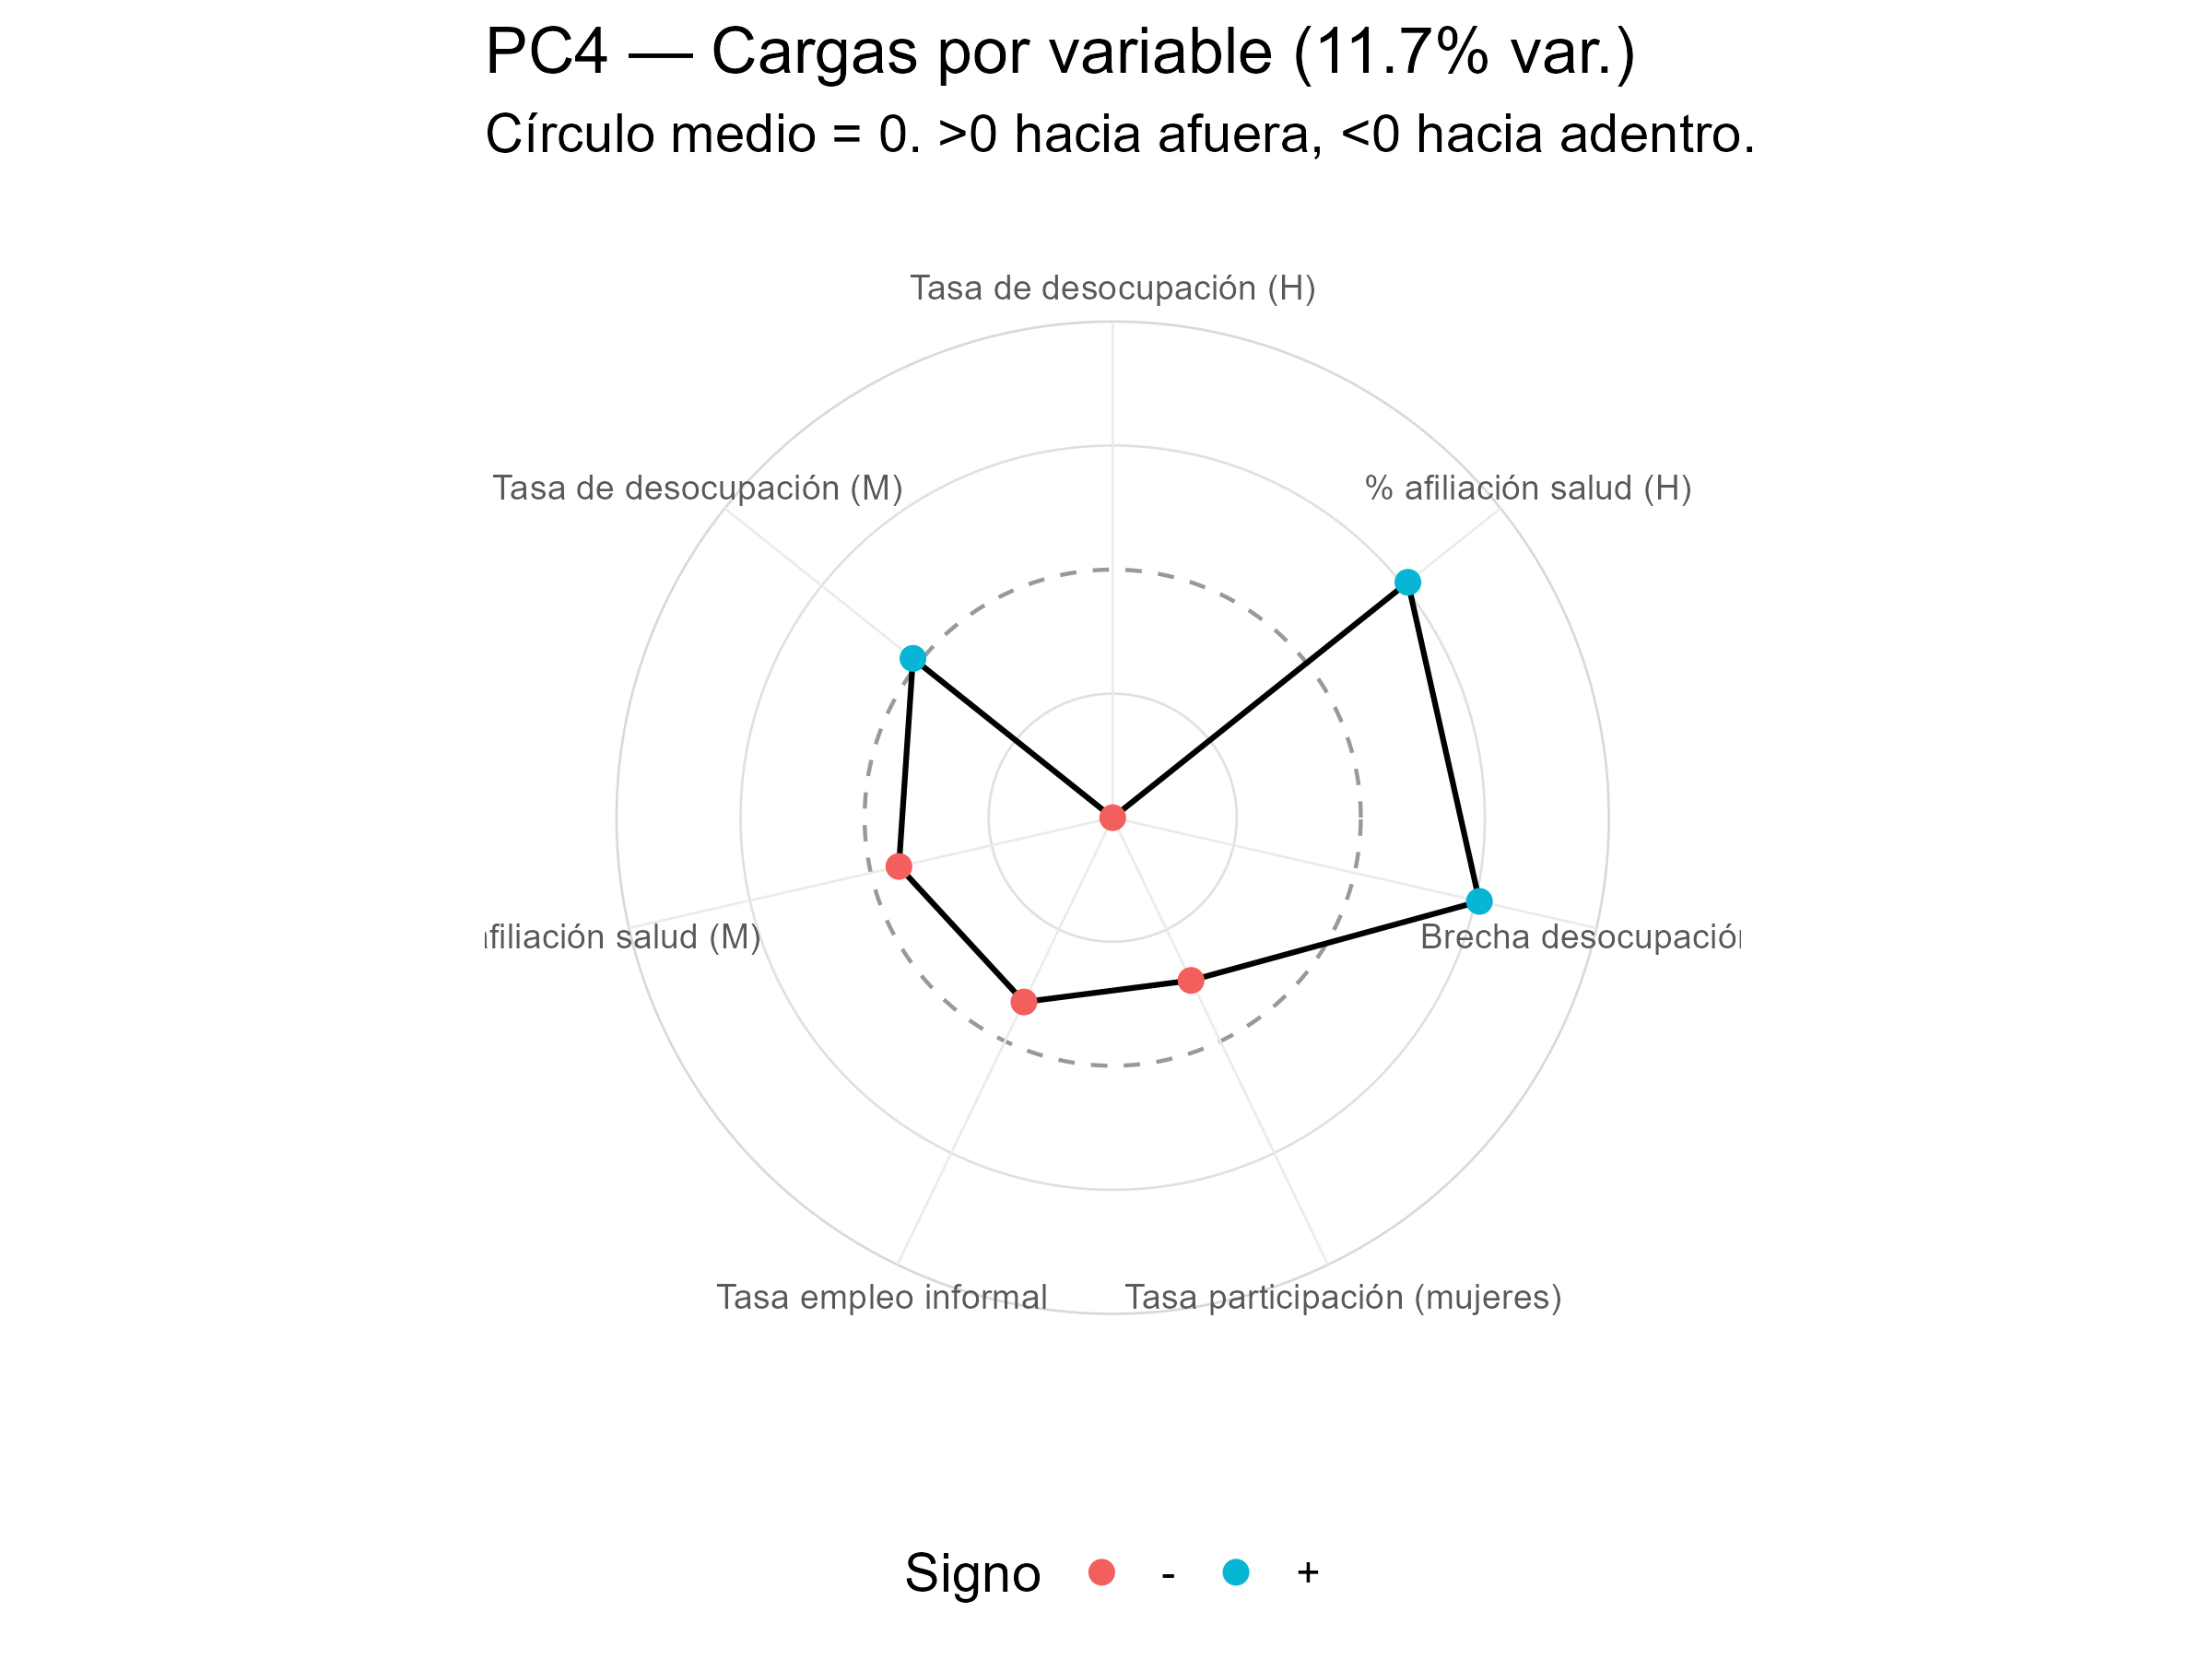 PC4 — Cargas por variable (11.7% var.)
Círculo medio = 0. >0 hacia afuera, <0 hacia adentro.
Tasa de desocupación (H)
Tasa de desocupación (M)
% afiliación salud (H)
filiación salud (M)
Brecha desocupación
Tasa empleo informal
Tasa participación (mujeres)
Signo - +